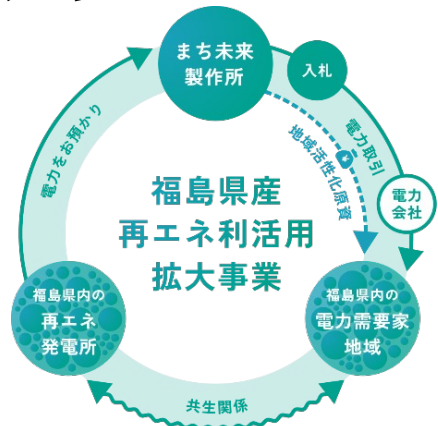 まち未来
製作所
入札
電力をお預かり
電力取引
地域活性化原資
電力
会社
福島県産
再エネ利活用
拡大事業
福島県内の
再エネ
発電所
福島県内の
電力需要家
地域
共生関係